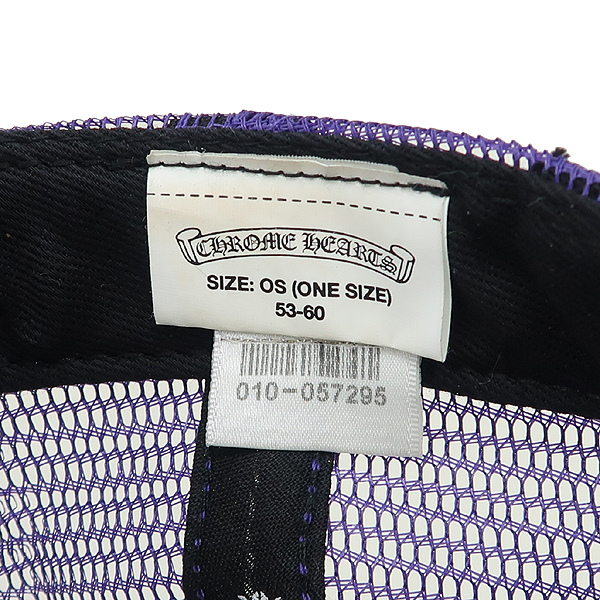 CHROME HEARTS
SIZE: OS (ONE SIZE)
53-60
010-057295